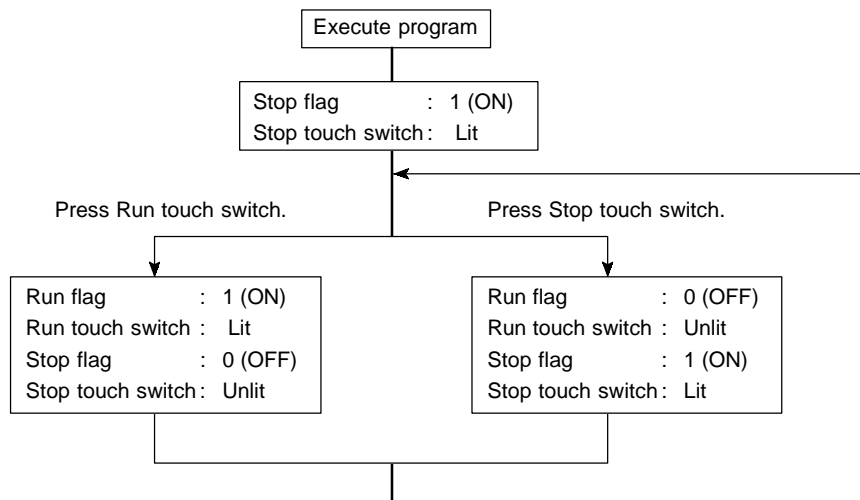 Execute program
Stop flag : 1 (ON)
Stop touch switch : Lit
Press Run touch switch.
Press Stop touch switch.
Run flag : 1 (ON)
Run touch switch : Lit
Stop flag : 0 (OFF)
Stop touch switch : Unlit
Run flag : 0 (OFF)
Run touch switch : Unlit
Stop flag : 1 (ON)
Stop touch switch : Lit